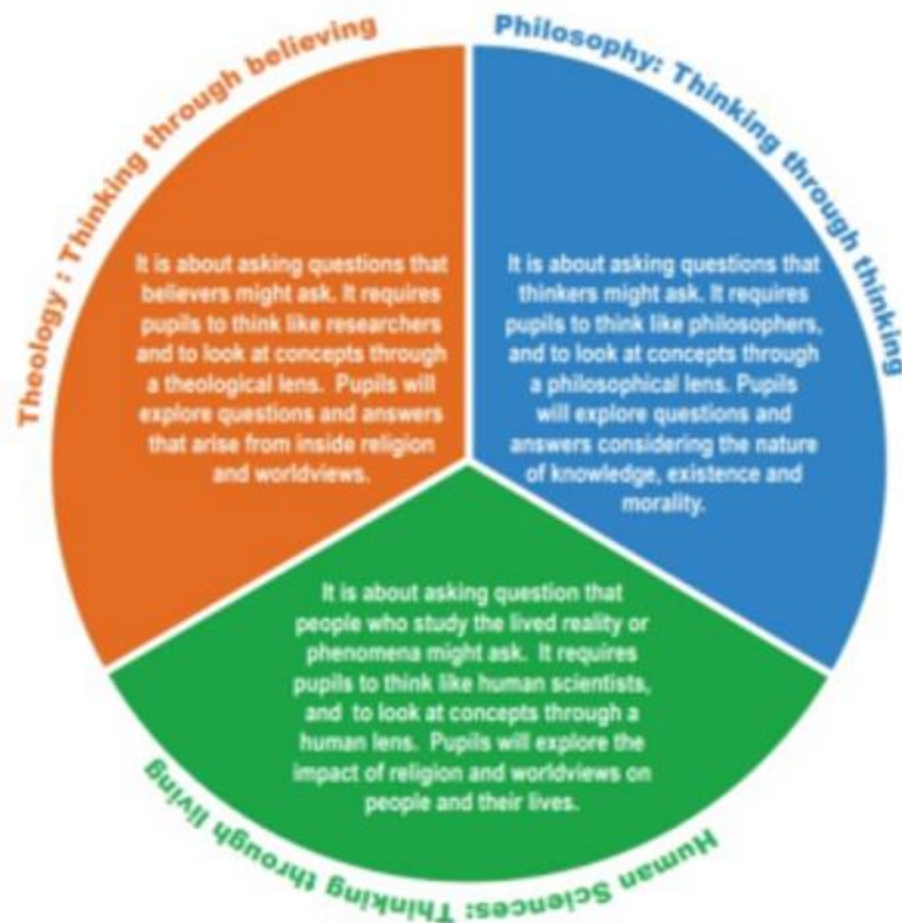 Theology : Thinking through believing
It is about asking questions that
believers might ask. It requires
pupils to think like researchers
and to look at concepts through
a theological lens. Pupils will
explore questions and answers
that arise from inside religion
and worldviews.
Philosophy: Thinking through thinking
It is about asking questions that
thinkers might ask. It requires
pupils to think like philosophers,
and to look at concepts through
a philosophical lens. Pupils
will explore questions and
answers considering the nature
of knowledge, existence and
morality.
It is about asking question that
people who study the lived reality or
phenomena might ask. It requires
pupils to think like human scientists,
and to look at concepts through a
human lens. Pupils will explore the
impact of religion and worldviews on
people and their lives.
Human Sciences: Thinking through living